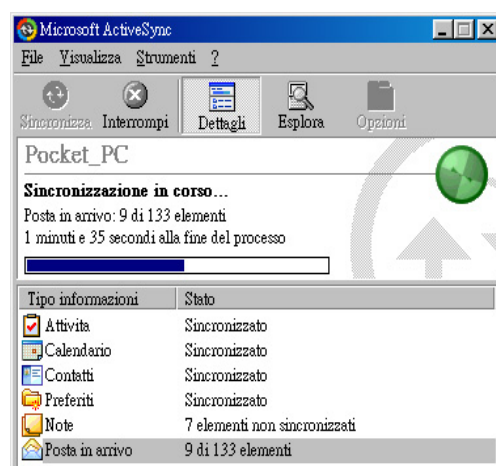 Microsoft ActiveSync
File Visualizza Strumenti ?
Sincronizza Interrompi Dettagli Esplora Opzioni
Pocket_PC
Sincronizzazione in corso...
Posta in arrivo: 9 di 133 elementi
1 minuti e 35 secondi alla fine del processo
Tipo informazioni Stato
Attivita Sincronizzato
Calendario Sincronizzato
Contatti Sincronizzato
Preferiti Sincronizzato
Note 7 elementi non sincronizzati
Posta in arrivo 9 di 133 elementi